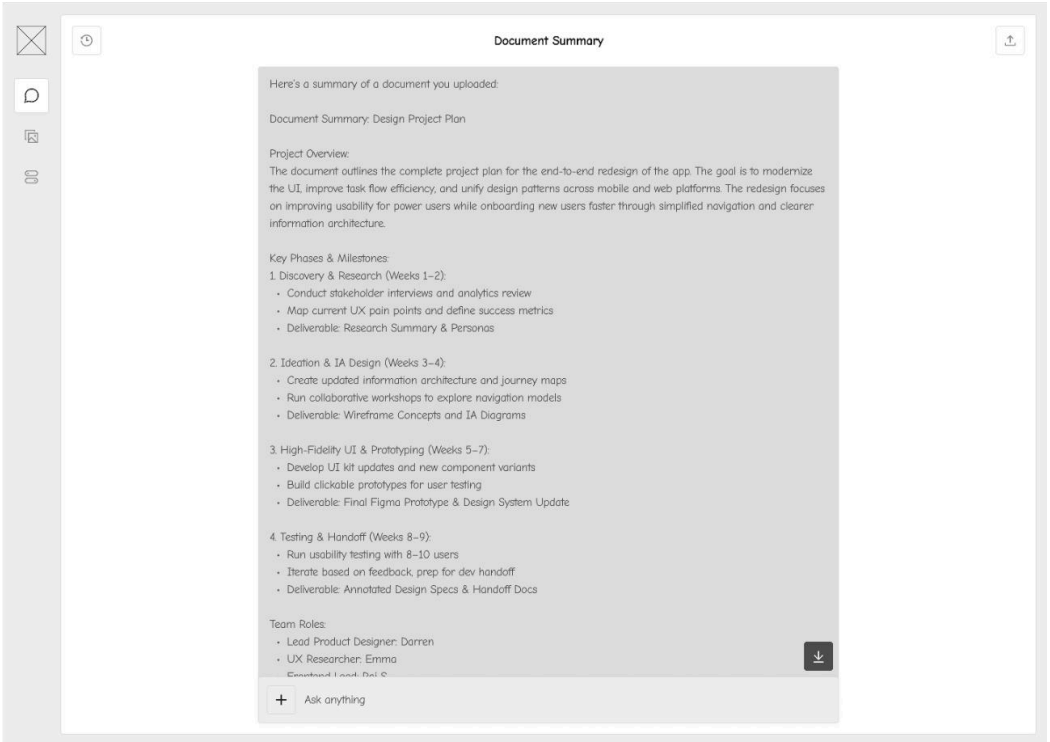 Document Summary
Here's a summary of a document you uploaded:
Document Summary: Design Project Plan
Project Overview:
The document outlines the complete project plan for the end-to-end redesign of the app. The goal is to modernize
the UI, improve task flow efficiency, and unify design patterns across mobile and web platforms. The redesign focuses
on improving usability for power users while onboarding new users faster through simplified navigation and clearer
information architecture.
Key Phases & Milestones:
1. Discovery & Research (Weeks 1–2):
• Conduct stakeholder interviews and analytics review
• Map current UX pain points and define success metrics
• Deliverable: Research Summary & Personas
2. Ideation & IA Design (Weeks 3–4):
• Create updated information architecture and journey maps
• Run collaborative workshops to explore navigation models
• Deliverable: Wireframe Concepts and IA Diagrams
3. High-Fidelity UI & Prototyping (Weeks 5–7):
• Develop UI kit updates and new component variants
• Build clickable prototypes for user testing
• Deliverable: Final Figma Prototype & Design System Update
4. Testing & Handoff (Weeks 8–9):
• Run usability testing with 8–10 users
• Iterate based on feedback, prep for dev handoff
• Deliverable: Annotated Design Specs & Handoff Docs
Team Roles:
• Lead Product Designer: Darren
• UX Researcher: Emma
Frontend Lead:
Ask anything